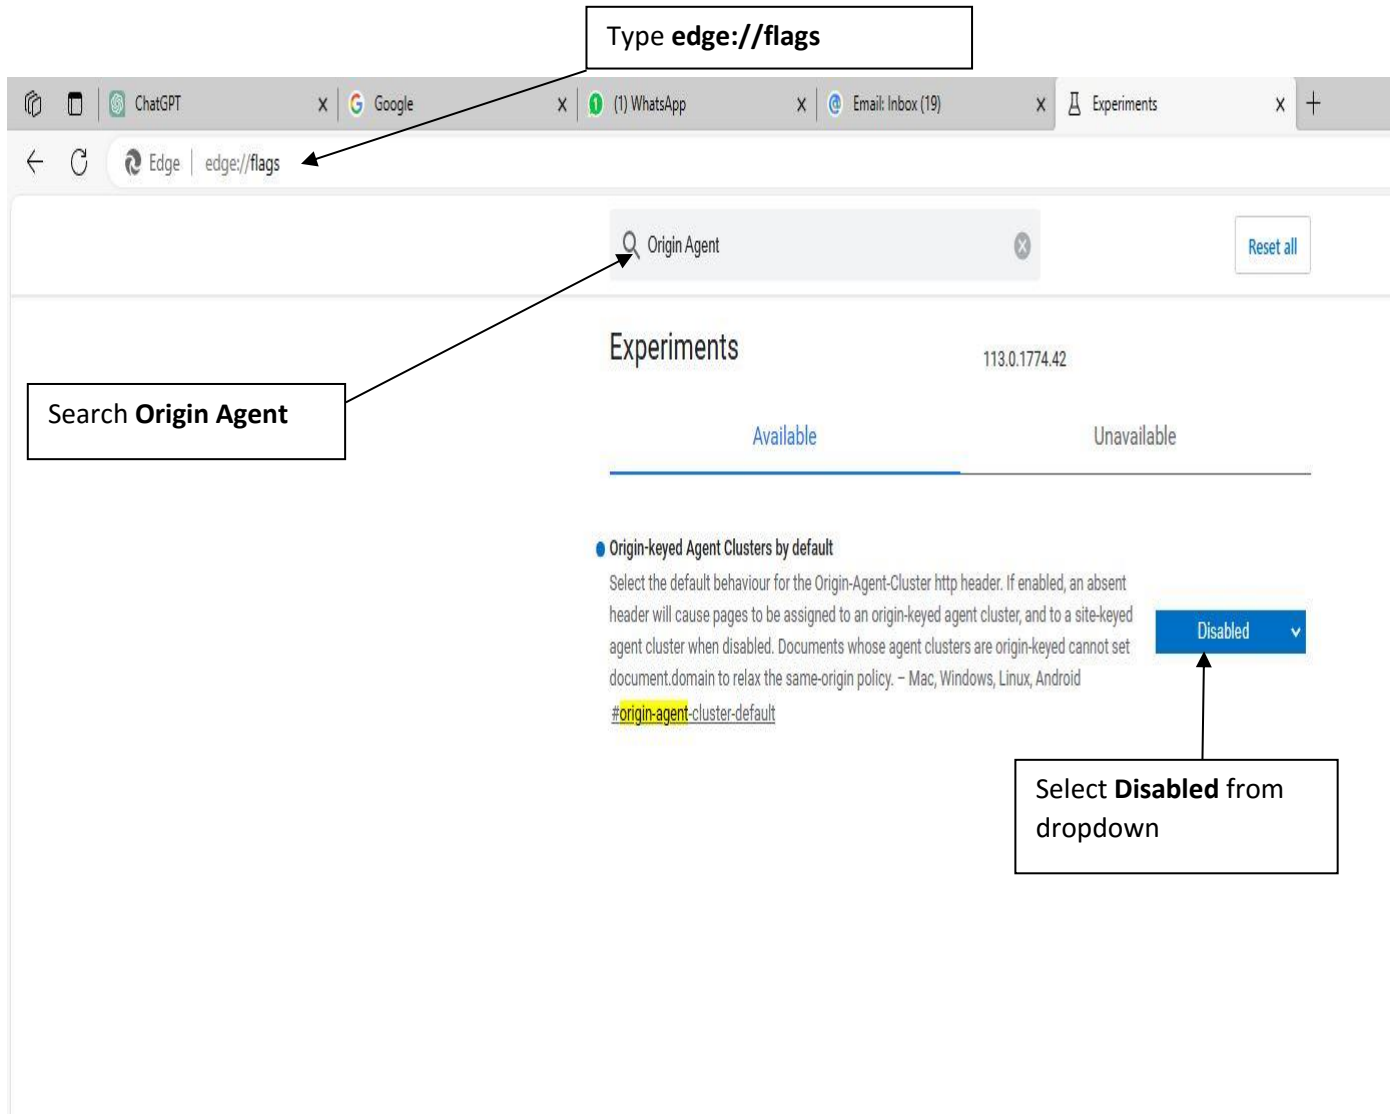 Type edge://flags
ChatGPT
Google
(1) WhatsApp
Email: Inbox (19)
Experiments
Edge
edge://flags
Origin Agent
Reset all
Experiments
113.0.1774.42
Search Origin Agent
Available
Unavailable
Origin-keyed Agent Clusters by default
Select the default behaviour for the Origin-Agent-Cluster http header. If enabled, an absent
header will cause pages to be assigned to an origin-keyed agent cluster, and to a site-keyed
agent cluster when disabled. Documents whose agent clusters are origin-keyed cannot set
document.domain to relax the same-origin policy. – Mac, Windows, Linux, Android
#origin-agent-cluster-default
Disabled
Select Disabled from
dropdown